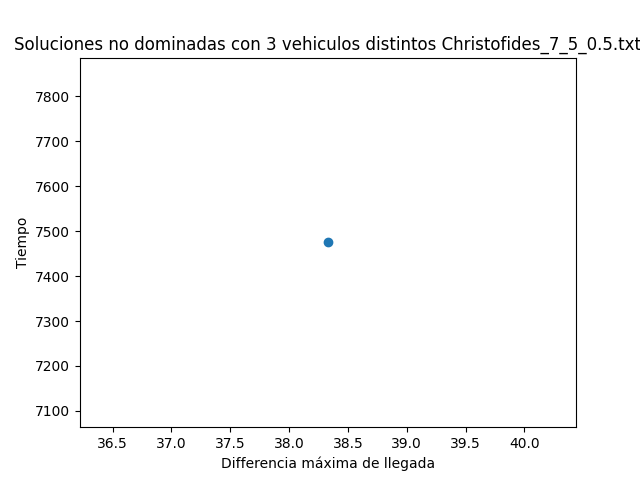 Soluciones no dominadas con 3 vehiculos distintos Christofides_7_5_0.5.txt
7800
7700
7600
7500
7400
7300
7200
7100
Tiempo
36.5 37.0 37.5 38.0 38.5 39.0 39.5 40.0
Differencia máxima de llegada